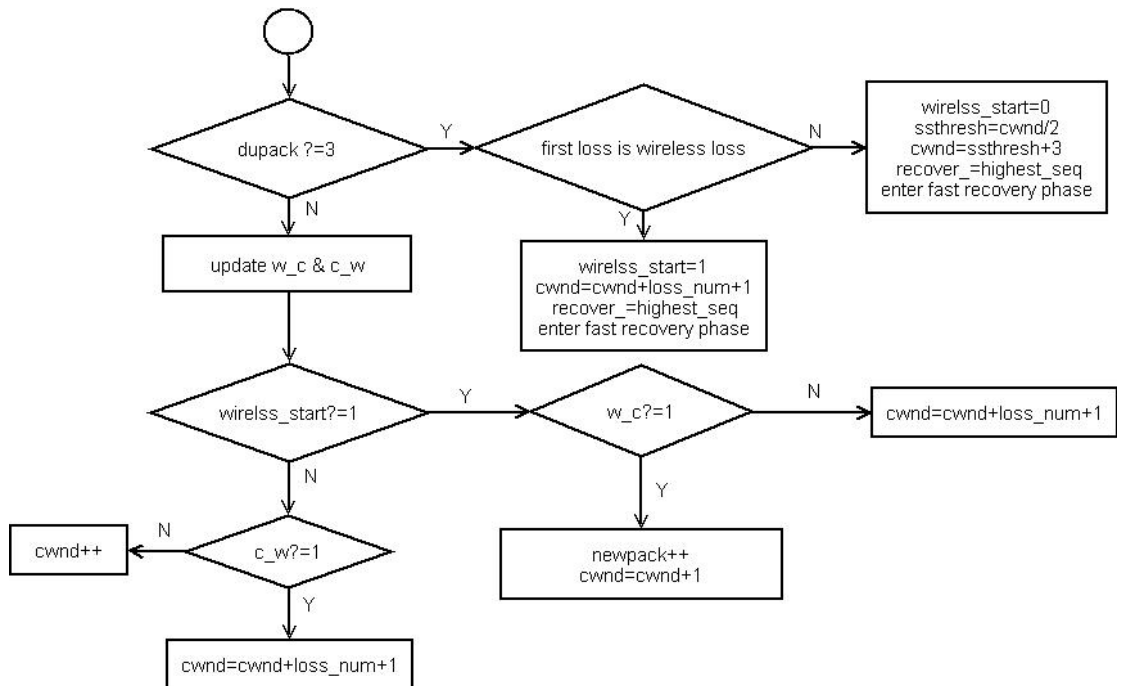 dupack ?=3
Y
first loss is wireless loss
N
wirelss_start=0
ssthresh=cwnd/2
cwnd=ssthresh+3
recover_=highest_seq
enter fast recovery phase
N
Y
update w_c & c_w
wirelss_start=1
cwnd=cwnd+loss_num+1
recover_=highest_seq
enter fast recovery phase
wirelss_start?=1
Y
w_c?=1
N
cwnd=cwnd+loss_num+1
N
Y
cwnd++
N
c_w?=1
newpack++
cwnd=cwnd+1
Y
cwnd=cwnd+loss_num+1